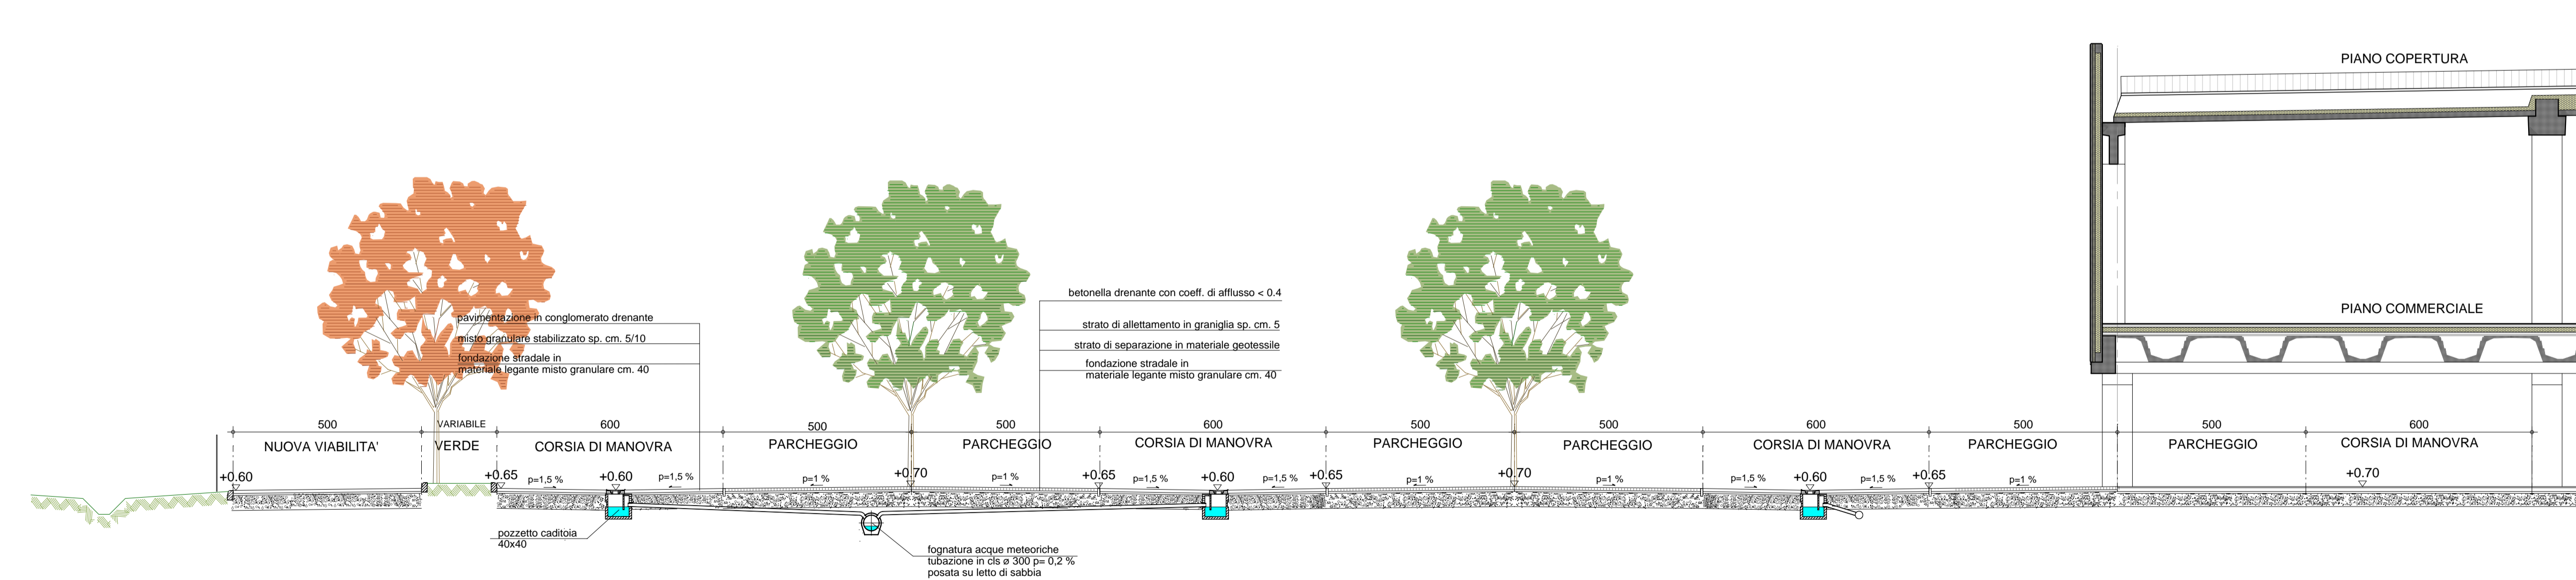 PIANO COPERTURA
betonella drenante con coeff. di afflusso < 0.4
PIANO COMMERCIALE
pavimentazione in conglomerato drenante
strato di allettamento in graniglia sp. cm. 5
misto granulare stabilizzato sp. cm. 5/10
strato di separazione in materiale geotessile
fondazione stradale in
materiale legante misto granulare cm. 40
fondazione stradale in
materiale legante misto granulare cm. 40
500 VARIABILE 600 500 500 600 500 500 600 500 500 600
NUOVA VIABILITA' VERDE CORSIA DI MANOVRA PARCHEGGIO PARCHEGGIO CORSIA DI MANOVRA PARCHEGGIO PARCHEGGIO CORSIA DI MANOVRA PARCHEGGIO PARCHEGGIO CORSIA DI MANOVRA
+0.60 +0.65 p=1,5 % +0.60 p=1,5 % p=1 % +0.70 p=1 % +0.65 p=1,5 % +0.60 p=1,5 % +0.65 p=1 % +0.70 p=1 % p=1,5 % +0.60 p=1,5 % +0.65 p=1 % +0.70
pozzetto caditoia
40x40
fognatura acque meteoriche
tubazione in cls ø 300 p= 0,2 %
posata su letto di sabbia